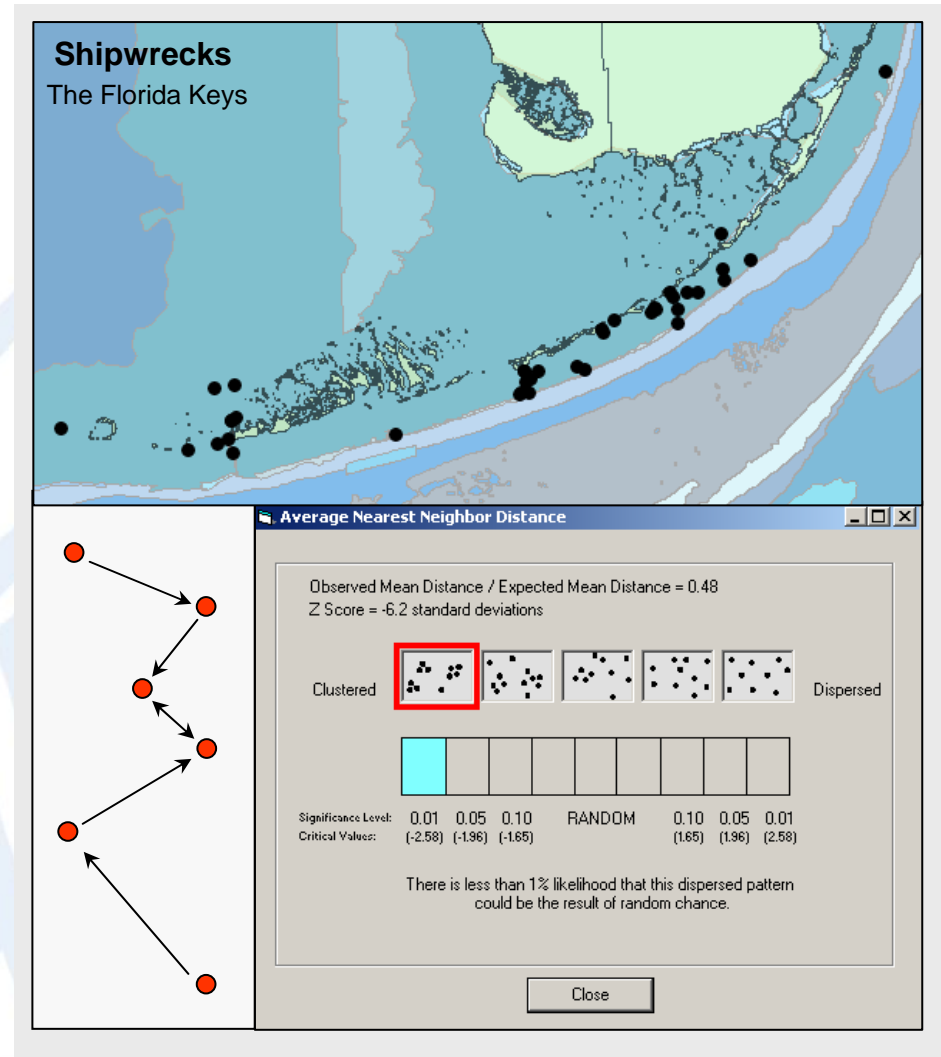 Shipwrecks
The Florida Keys
Average Nearest Neighbor Distance
Observed Mean Distance / Expected Mean Distance = 0.48
Z Score = -6.2 standard deviations
Clustered
Dispersed
Significance Level: 0.01 0.05 0.10 RANDOM 0.10 0.05 0.01
Critical Values: (-2.58) (-1.96) (-1.65) (1.65) (1.96) (2.58)
There is less than 1% likelihood that this dispersed pattern
could be the result of random chance.
Close